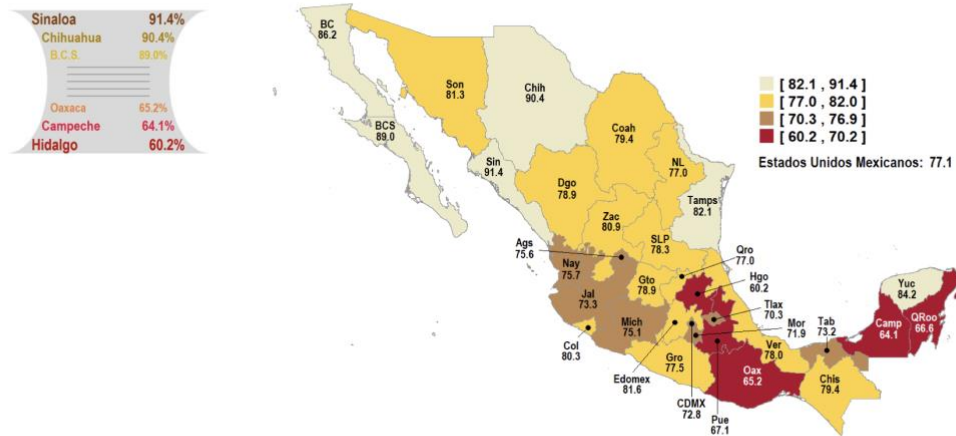 Sinaloa 91.4%
Chihuahua 90.4%
B.C.S. 89.0%
Oaxaca 65.2%
Campeche 64.1%
Hidalgo 60.2%
BC
86.2
Son
81.3
Chih
90.4
BCS
89.0
Sin
91.4
Coah
79.4
NL
77.0
Dgo
78.9
Tamps
82.1
Zac
80.9
SLP
78.3
Ags
75.6
Nay
75.7
Gto
78.9
Qro
77.0
Hgo
60.2
Jal
73.3
Mich
75.1
Tlax
70.3
Mor
71.9
Tab
73.2
Yuc
84.2
Camp
64.1
QRoo
66.6
Col
80.3
Gro
77.5
Ver
78.0
Edomex
81.6
CDMX
72.8
Pue
67.1
Oax
65.2
Chis
79.4
[ 82.1 , 91.4 ]
[ 77.0 , 82.0 ]
[ 70.3 , 76.9 ]
[ 60.2 , 70.2 ]
Estados Unidos Mexicanos: 77.1